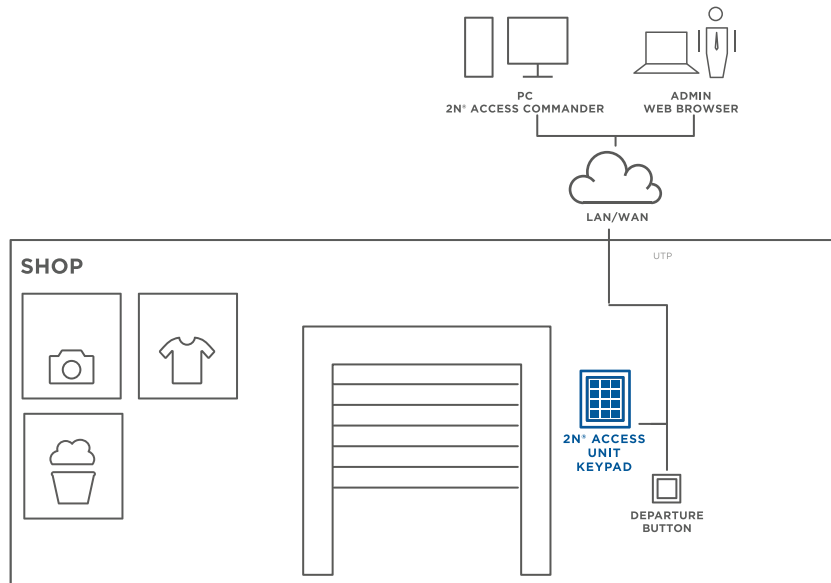 PC
2N® ACCESS COMMANDER
ADMIN
WEB BROWSER
LAN/WAN
UTP
SHOP
2N® ACCESS
UNIT
KEYPAD
DEPARTURE
BUTTON